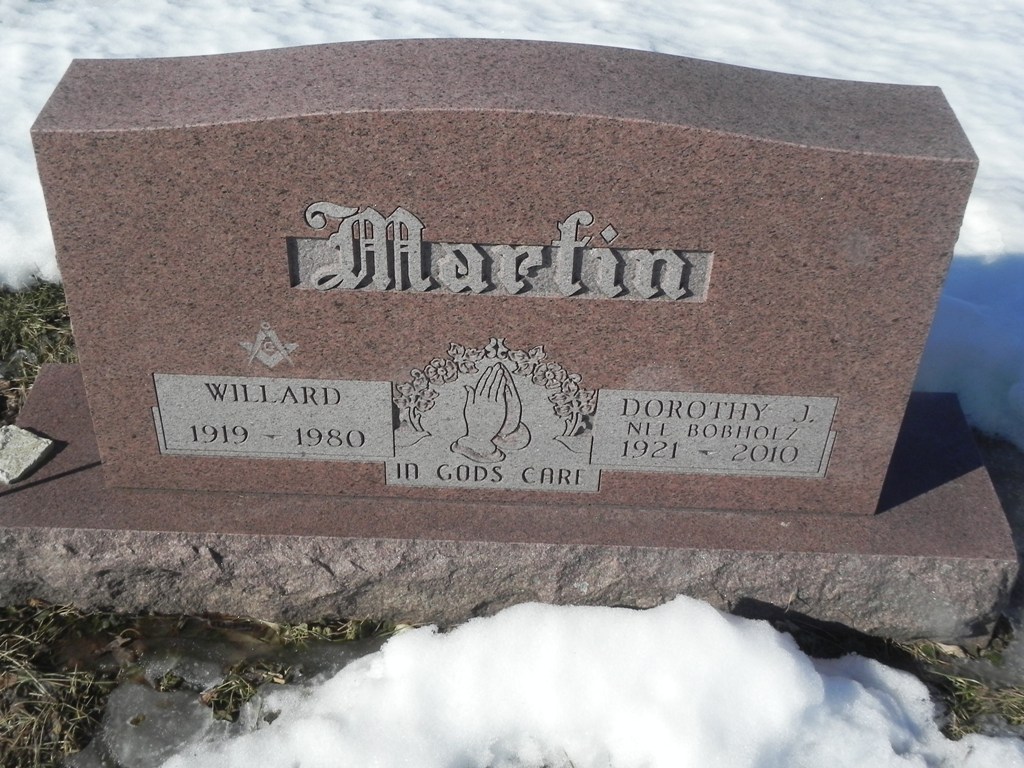 Martin
G
WILLARD
1919 - 1980
DOROTHY J.
NEE BOBHOLZ
1921 - 2010
IN GODS CARE